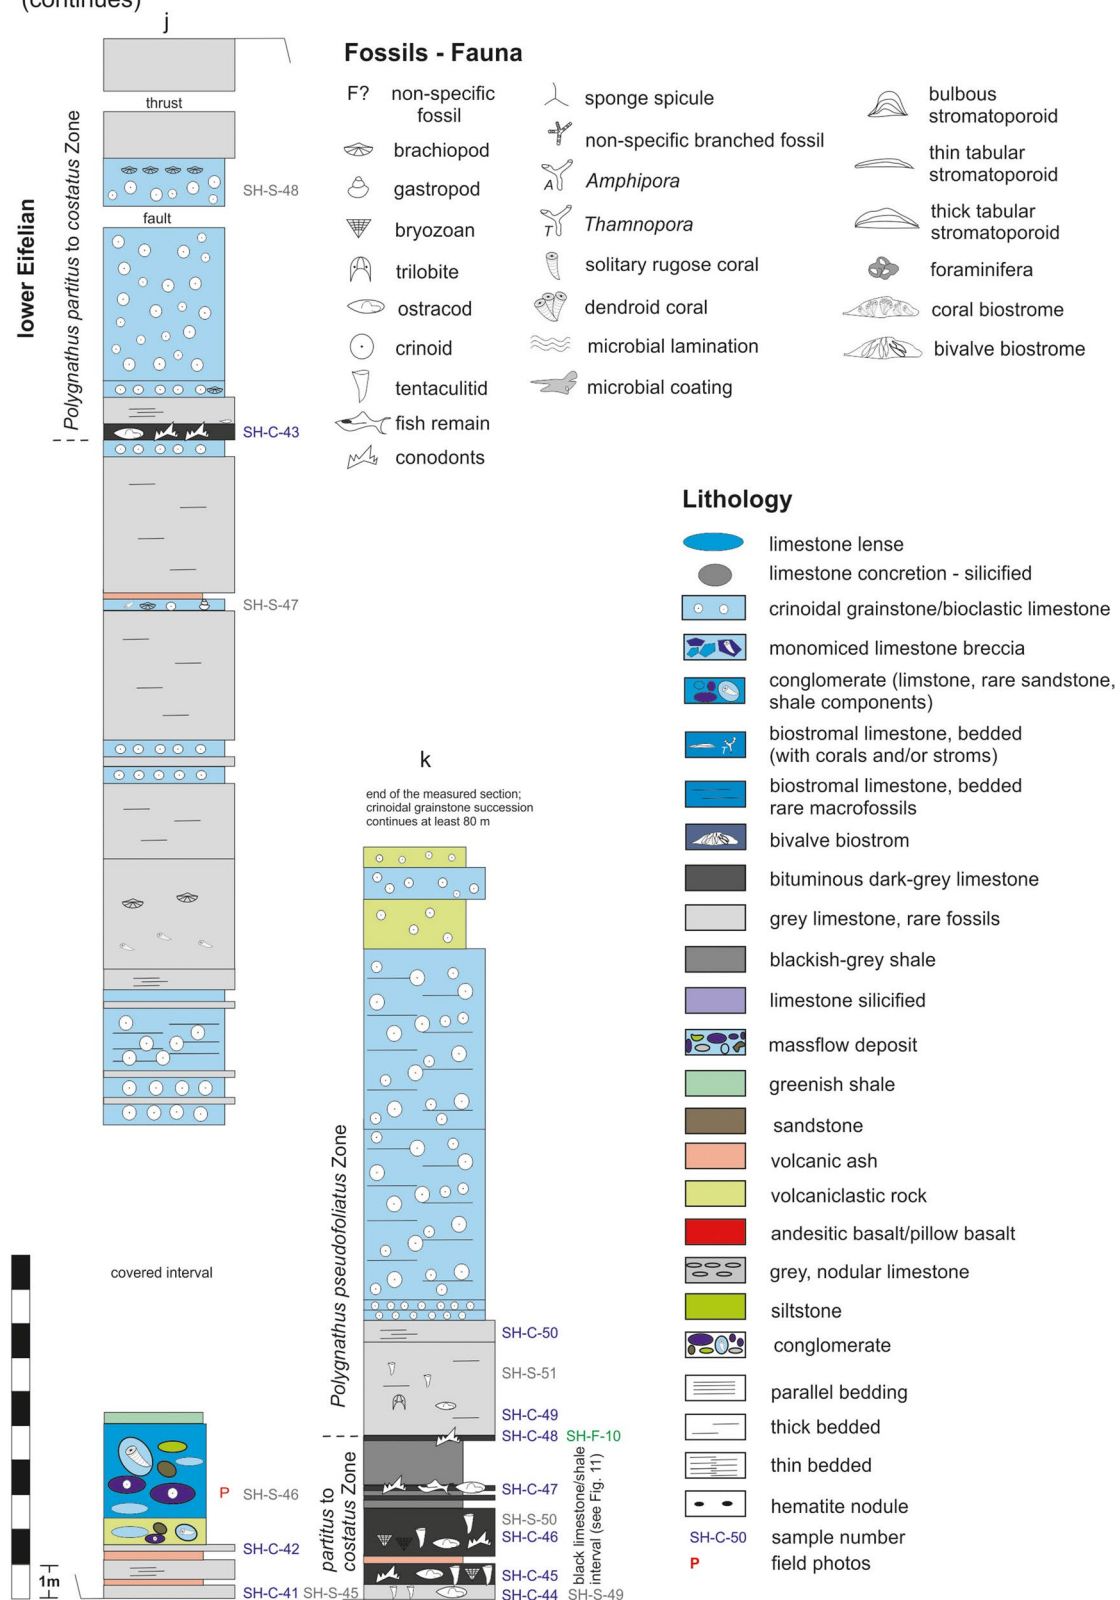 (continues)
j
thrust
SH-S-48
fault
lower Eifelian
Polygnathus partitus to costatus Zone
SH-C-43
SH-S-47
covered interval
P SH-S-46
SH-C-42
SH-C-41 SH-S-45
1m
k
end of the measured section;
crinoidal grainstone succession
continues at least 80 m
Polygnathus pseudofoliatus Zone
SH-C-50
SH-S-51
SH-C-49
SH-C-48 SH-F-10
partitus to
costatus Zone
SH-C-47
SH-S-50
SH-C-46
SH-C-45
SH-C-44 SH-S-49
black limestone/shale
interval (see Fig. 11)
Fossils - Fauna
F? non-specific
fossil
brachiopod
gastropod
bryozoan
trilobite
ostracod
crinoid
tentaculitid
fish remain
conodonts
sponge spicule
non-specific branched fossil
A Amphipora
T Thamnopora
solitary rugose coral
dendroid coral
microbial lamination
microbial coating
bulbous
stromatoporoid
thin tabular
stromatoporoid
thick tabular
stromatoporoid
foraminifera
coral biostrome
bivalve biostrome
Lithology
limestone lense
limestone concretion - silicified
crinoidal grainstone/bioclastic limestone
monomiced limestone breccia
conglomerate (limstone, rare sandstone,
shale components)
T
biostromal limestone, bedded
(with corals and/or stroms)
biostromal limestone, bedded
rare macrofossils
bivalve biostrom
bituminous dark-grey limestone
grey limestone, rare fossils
blackish-grey shale
limestone silicified
massflow deposit
greenish shale
sandstone
volcanic ash
volcaniclastic rock
andesitic basalt/pillow basalt
grey, nodular limestone
siltstone
conglomerate
parallel bedding
thick bedded
thin bedded
hematite nodule
SH-C-50 sample number
P field photos